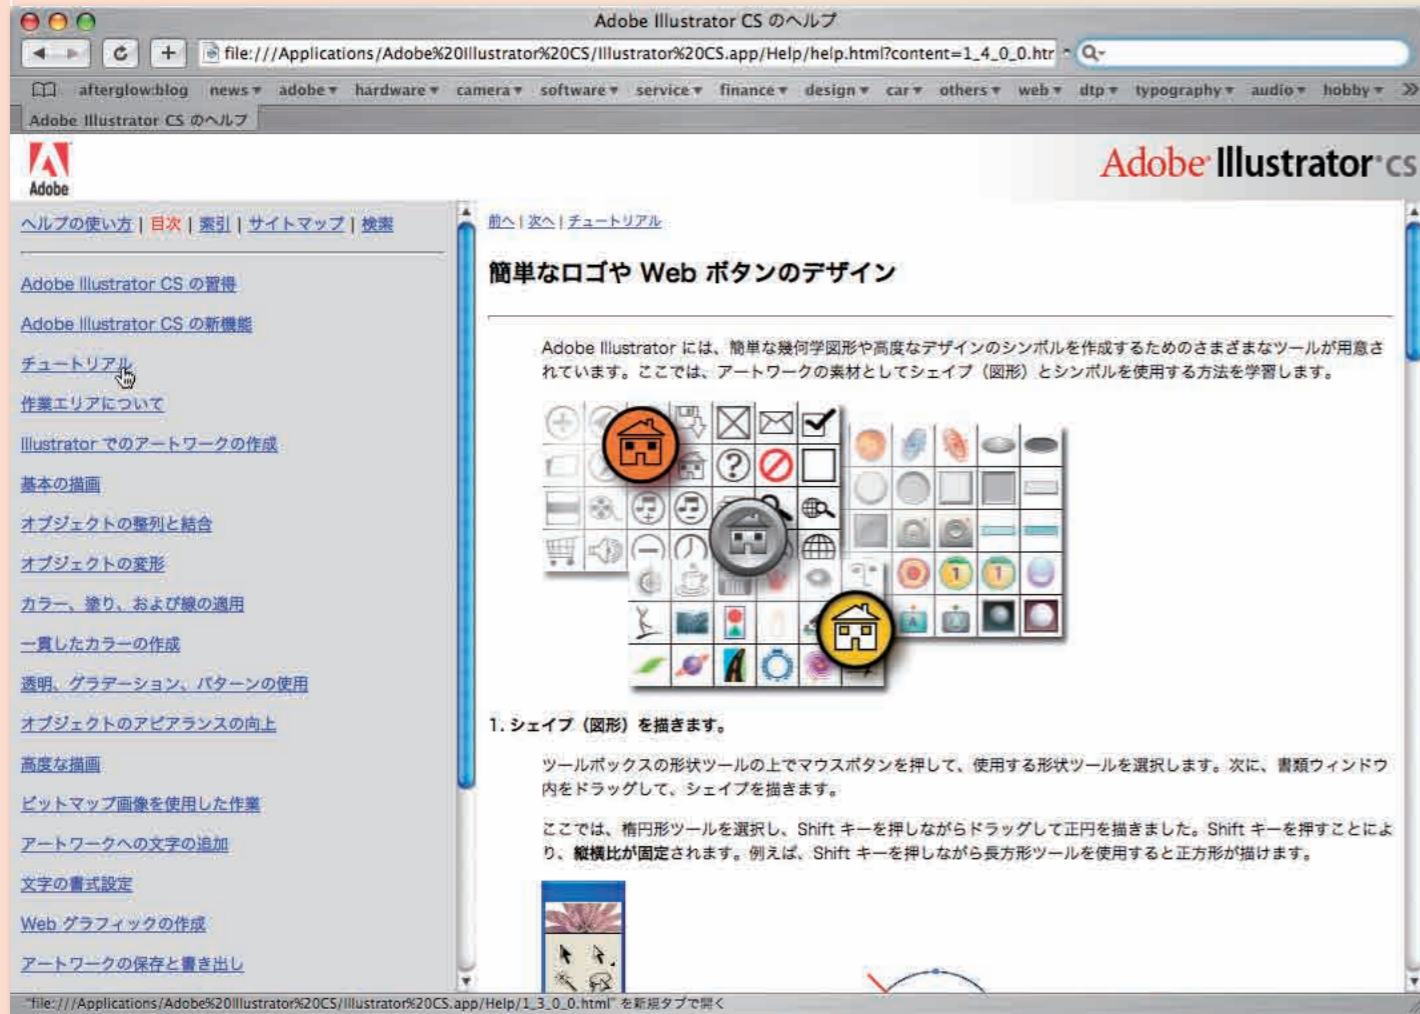 Adobe Illustrator CS のヘルプ
file:///Applications/Adobe%20Illustrator%20CS/Illustrator%20CS.app/Help/help.html?content=1_4_0_0.htr
afterglow:blog news adobe hardware camera software service finance design car others web dtp typography audio hobby
Adobe Illustrator CS のヘルプ
Adobe
Adobe Illustrator CS
ヘルプの使い方 | 目次 | 索引 | サイトマップ | 検索
Adobe Illustrator CS の習得
Adobe Illustrator CS の新機能
チュートリアル
作業エリアについて
Illustrator でのアートワークの作成
基本の描画
オブジェクトの整列と結合
オブジェクトの変形
カラー、塗り、および線の適用
一貫したカラーの作成
透明、グラデーション、パターンの使用
オブジェクトのアピアランスの向上
高度な描画
ビットマップ画像を使用した作業
アートワークへの文字の追加
文字の書式設定
Web グラフィックの作成
アートワークの保存と書き出し
前へ | 次へ | チュートリアル
簡単なロゴや Web ボタンのデザイン
Adobe Illustrator には、簡単な幾何学図形や高度なデザインのシンボルを作成するためのさまざまなツールが用意さ
れています。ここでは、アートワークの素材としてシェイプ（図形）とシンボルを使用する方法を学習します。
1. シェイプ（図形）を描きます。
ツールボックスの形状ツールの上でマウスボタンを押して、使用する形状ツールを選択します。次に、書類ウィンドウ
内をドラッグして、シェイプを描きます。
ここでは、楕円形ツールを選択し、Shift キーを押しながらドラッグして正円を描きました。Shift キーを押すことによ
り、縦横比が固定されます。例えば、Shift キーを押しながら長方形ツールを使用すると正方形が描けます。
"file:///Applications/Adobe%20Illustrator%20CS/Illustrator%20CS.app/Help/1_3_0_0.html" を新規タブで開く